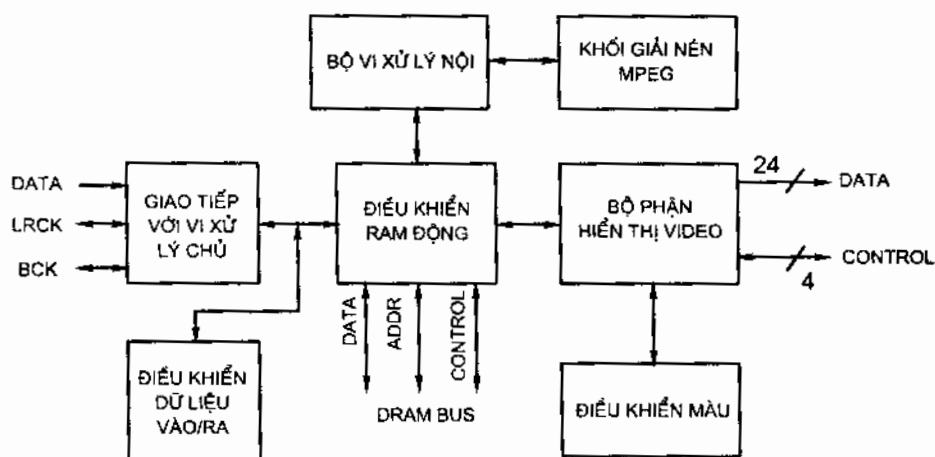 BỘ VI XỬ LÝ NỘI
KHỐI GIẢI NÉN
MPEG
DATA
LRCK
BCK
GIAO TIẾP
VỚI VI XỬ
LÝ CHỦ
ĐIỀU KHIỂN
RAM ĐỘNG
BỘ PHẬN
HIỂN THỊ VIDEO
24
DATA
CONTROL
4
DATA
ADDR
CONTROL
DRAM BUS
ĐIỀU KHIỂN
DỮ LIỆU
VÀO/RA
ĐIỀU KHIỂN MÀU